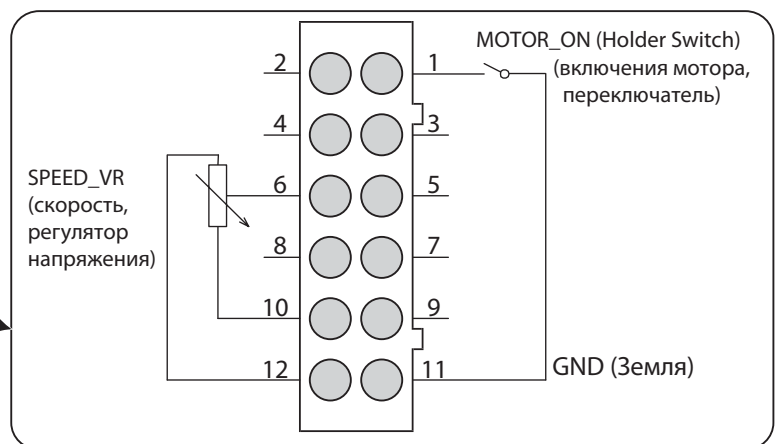 MOTOR_ON (Holder Switch)
(включения мотора,
переключатель)
2
1
4
3
SPEED_VR
(скорость,
регулятор
напряжения)
6
5
8
7
10
9
12
11
GND (Земля)